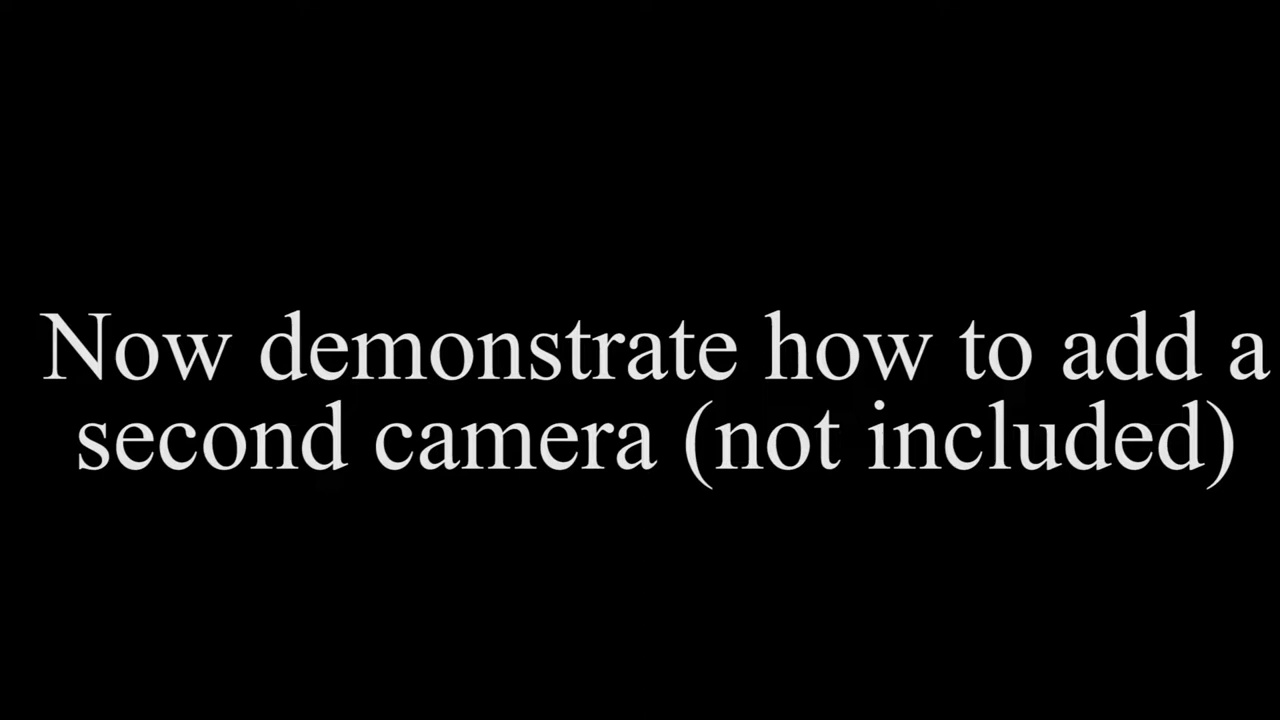 Now demonstrate how to add a
second camera (not included)